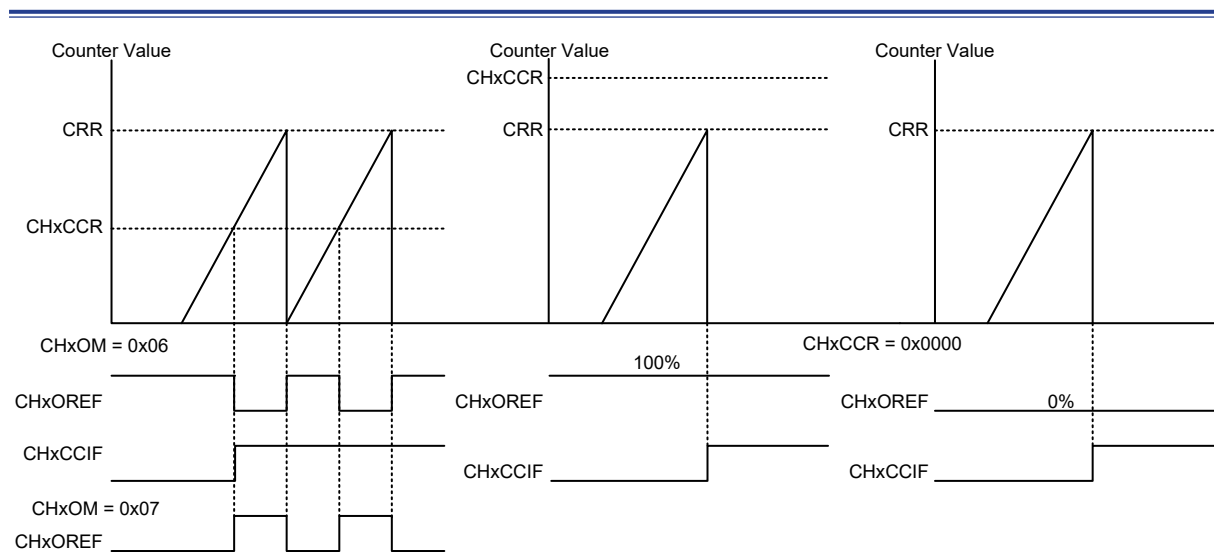 Counter Value
CRR
CHxCCR
CHxOM = 0x06
CHxOREF
CHxCCIF
CHxOM = 0x07
CHxOREF
Counter Value
CHxCCR
CRR
100%
CHxOREF
CHxCCIF
Counter Value
CRR
CHxCCR = 0x0000
CHxOREF
0%
CHxCCIF